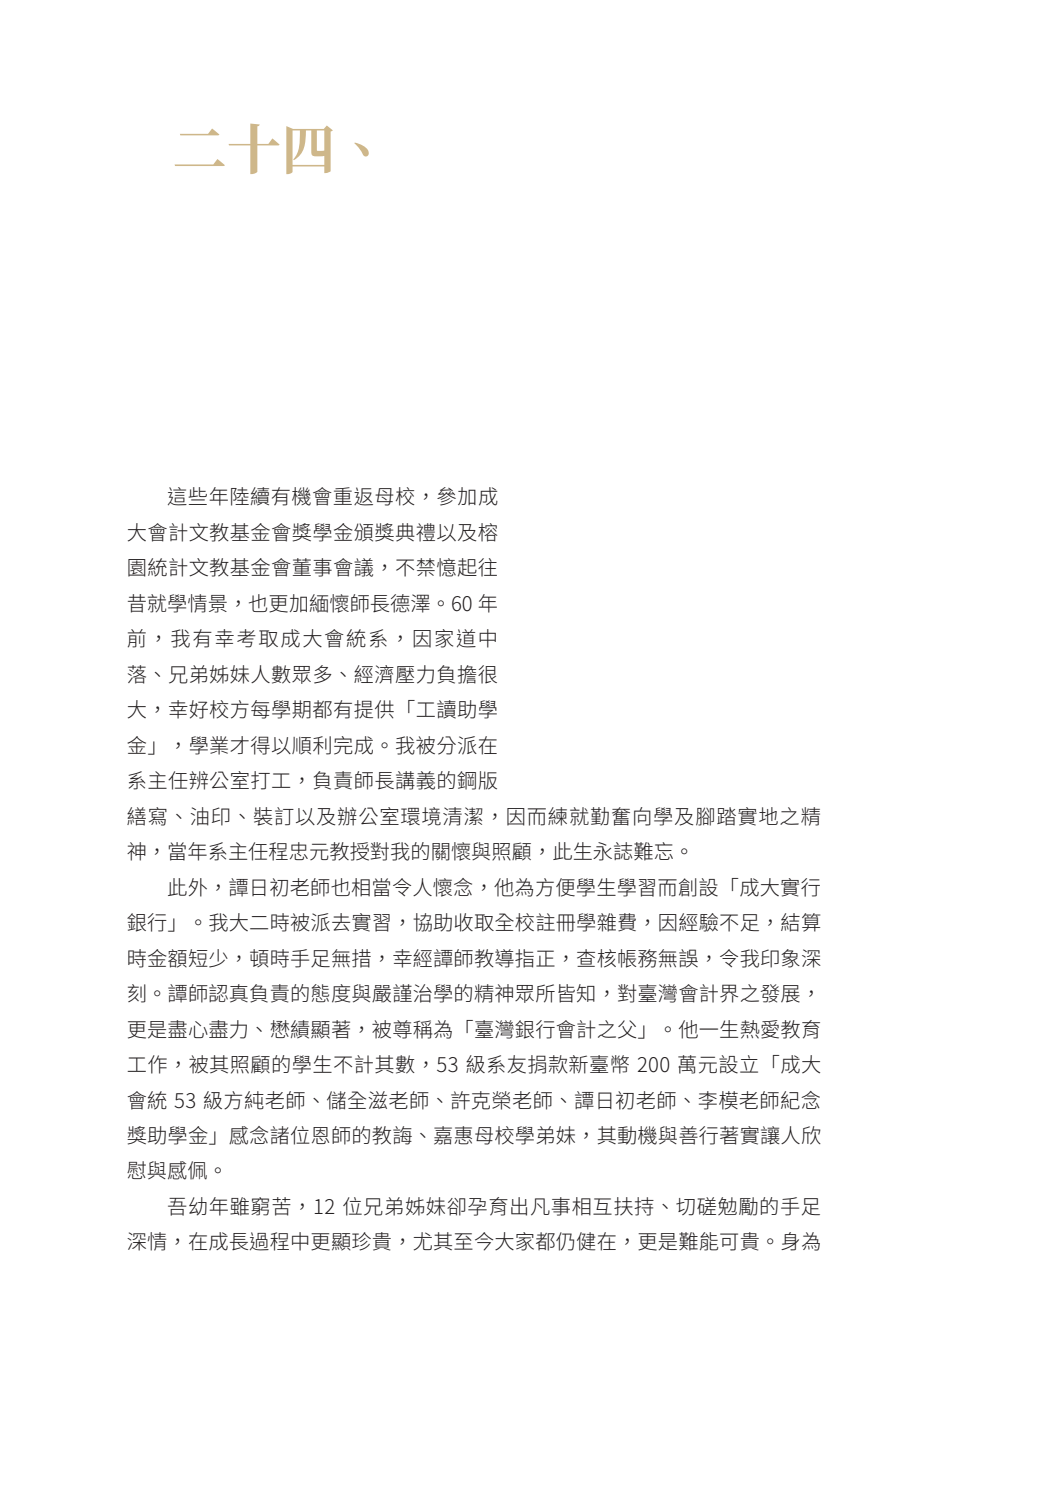 二十四、
這些年陸續有機會重返母校，參加成
大會計文教基金會獎學金頒獎典禮以及榕
園統計文教基金會董事會議，不禁憶起往
昔就學情景，也更加緬懷師長德澤。60 年
前，我有幸考取成大會統系，因家道中
落、兄弟姊妹人數眾多、經濟壓力負擔很
大，幸好校方每學期都有提供「工讀助學
金」，學業才得以順利完成。我被分派在
系主任辨公室打工，負責師長講義的鋼版
繕寫、油印、裝訂以及辦公室環境清潔，因而練就勤奮向學及腳踏實地之精
神，當年系主任程忠元教授對我的關懷與照顧，此生永誌難忘。
此外，譚日初老師也相當令人懷念，他為方便學生學習而創設「成大實行
銀行」。我大二時被派去實習，協助收取全校註冊學雜費，因經驗不足，結算
時金額短少，頓時手足無措，幸經譚師教導指正，查核帳務無誤，令我印象深
刻。譚師認真負責的態度與嚴謹治學的精神眾所皆知，對臺灣會計界之發展，
更是盡心盡力、懋績顯著，被尊稱為「臺灣銀行會計之父」。他一生熱愛教育
工作，被其照顧的學生不計其數，53 級系友捐款新臺幣 200 萬元設立「成大
會統 53 級方純老師、儲全滋老師、許克榮老師、譚日初老師、李模老師紀念
獎助學金」感念諸位恩師的教誨、嘉惠母校學弟妹，其動機與善行著實讓人欣
慰與感佩。
吾幼年雖窮苦，12 位兄弟姊妹卻孕育出凡事相互扶持、切磋勉勵的手足
深情，在成長過程中更顯珍貴，尤其至今大家都仍健在，更是難能可貴。身為